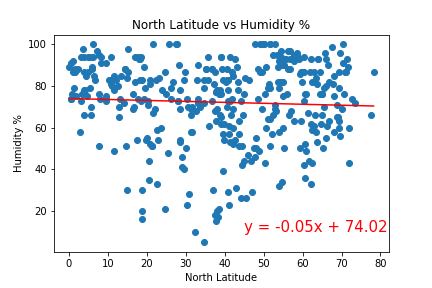 North Latitude vs Humidity %
100
80
60
40
20
Humidity %
y = -0.05x + 74.02
0 10 20 30 40 50 60 70 80
North Latitude